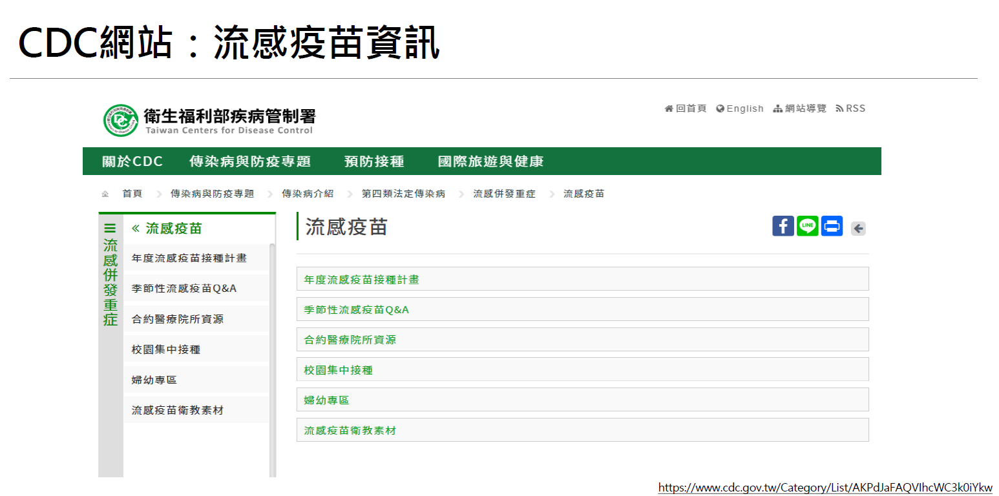 CDC網站：流感疫苗資訊
衛生福利部疾病管制署
Taiwan Centers for Disease Control
回首頁 English 網站導覽 RSS
關於CDC 傳染病與防疫專題 預防接種 國際旅遊與健康
首頁 傳染病與防疫專題 傳染病介紹 第四類法定傳染病 流感併發重症 流感疫苗
流感併發重症
« 流感疫苗
年度流感疫苗接種計畫
季節性流感疫苗Q&A
合約醫療院所資源
校園集中接種
婦幼專區
流感疫苗衛教素材
流感疫苗
LINE
年度流感疫苗接種計畫
季節性流感疫苗Q&A
合約醫療院所資源
校園集中接種
婦幼專區
流感疫苗衛教素材
https://www.cdc.gov.tw/Category/List/AKPdJaFAQVIhcWC3k0iYkw